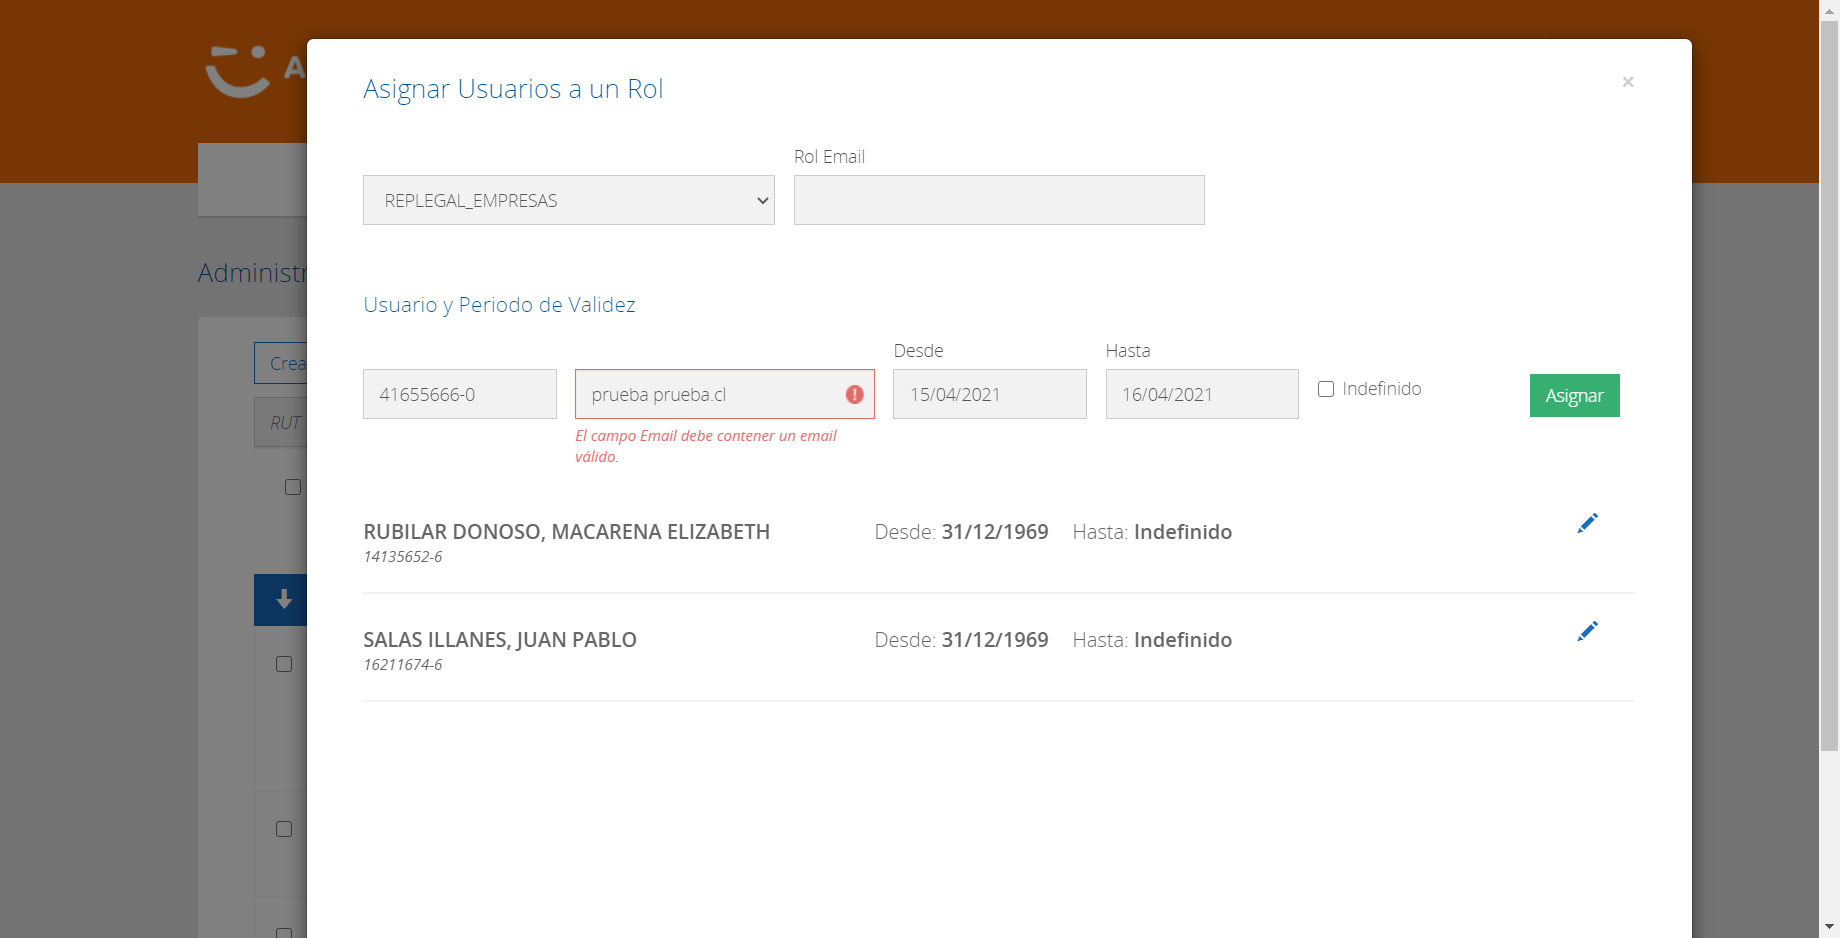 A
Asignar Usuarios a un Rol
×
Rol Email
REPLEGAL_EMPRESAS
Administr
Usuario y Periodo de Validez
Desde
Hasta
Crea
41655666-0
prueba prueba.cl
15/04/2021
16/04/2021
Indefinido
Asignar
RUT
El campo Email debe contener un email
válido.
RUBILAR DONOSO, MACARENA ELIZABETH
Desde: 31/12/1969 Hasta: Indefinido
14135652-6
SALAS ILLANES, JUAN PABLO
Desde: 31/12/1969 Hasta: Indefinido
16211674-6